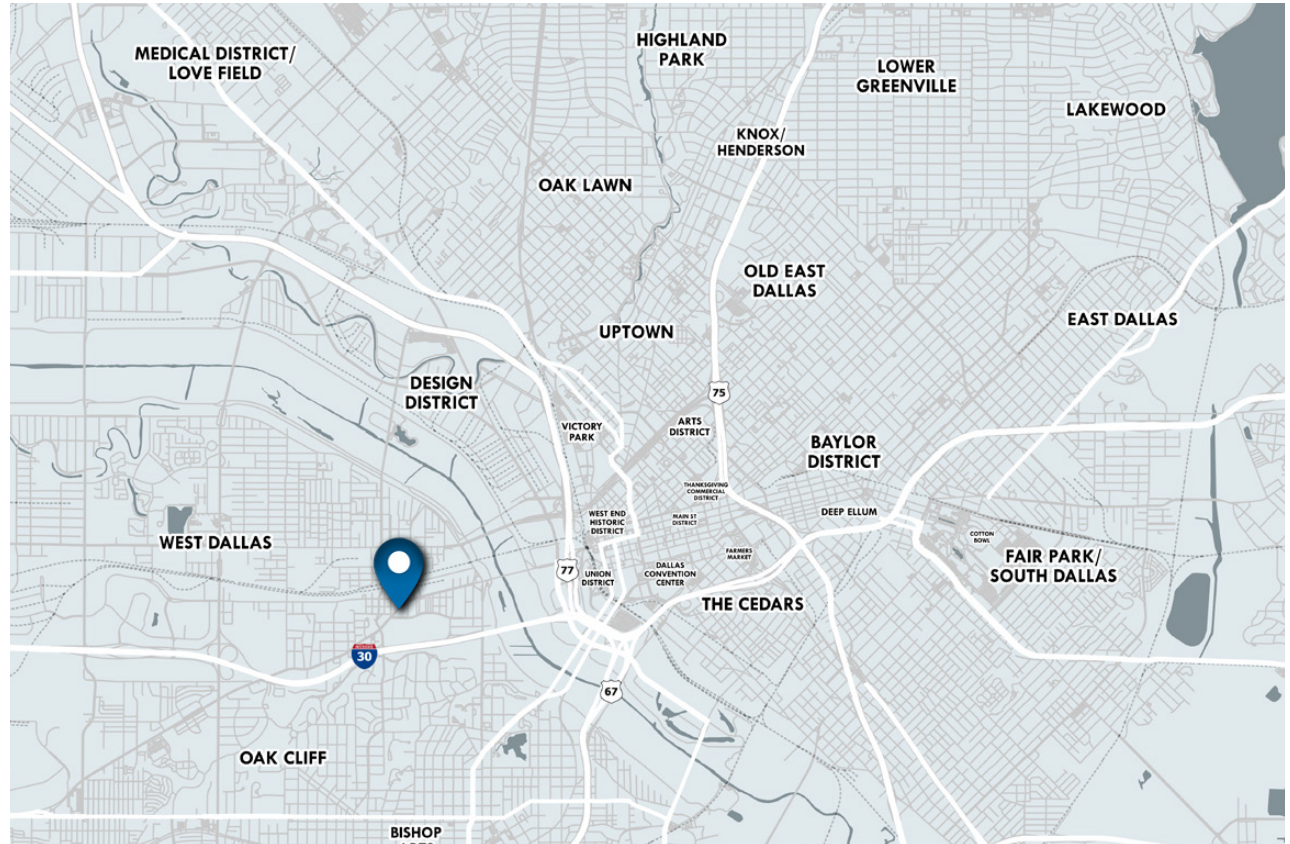 MEDICAL DISTRICT/
LOVE FIELD
HIGHLAND
PARK
LOWER
GREENVILLE
LAKEWOOD
KNOX/
HENDERSON
OAK LAWN
OLD EAST
DALLAS
EAST DALLAS
UPTOWN
DESIGN
DISTRICT
75
VICTORY
PARK
ARTS
DISTRICT
BAYLOR
DISTRICT
THANKSGIVING
COMMERCIAL
DISTRICT
WEST END
HISTORIC
DISTRICT
MAIN ST
DISTRICT
DEEP ELLUM
COTTON
BOWL
WEST DALLAS
FARMERS
MARKET
FAIR PARK/
SOUTH DALLAS
77
UNION
DISTRICT
DALLAS
CONVENTION
CENTER
THE CEDARS
30
67
OAK CLIFF
BISHOP